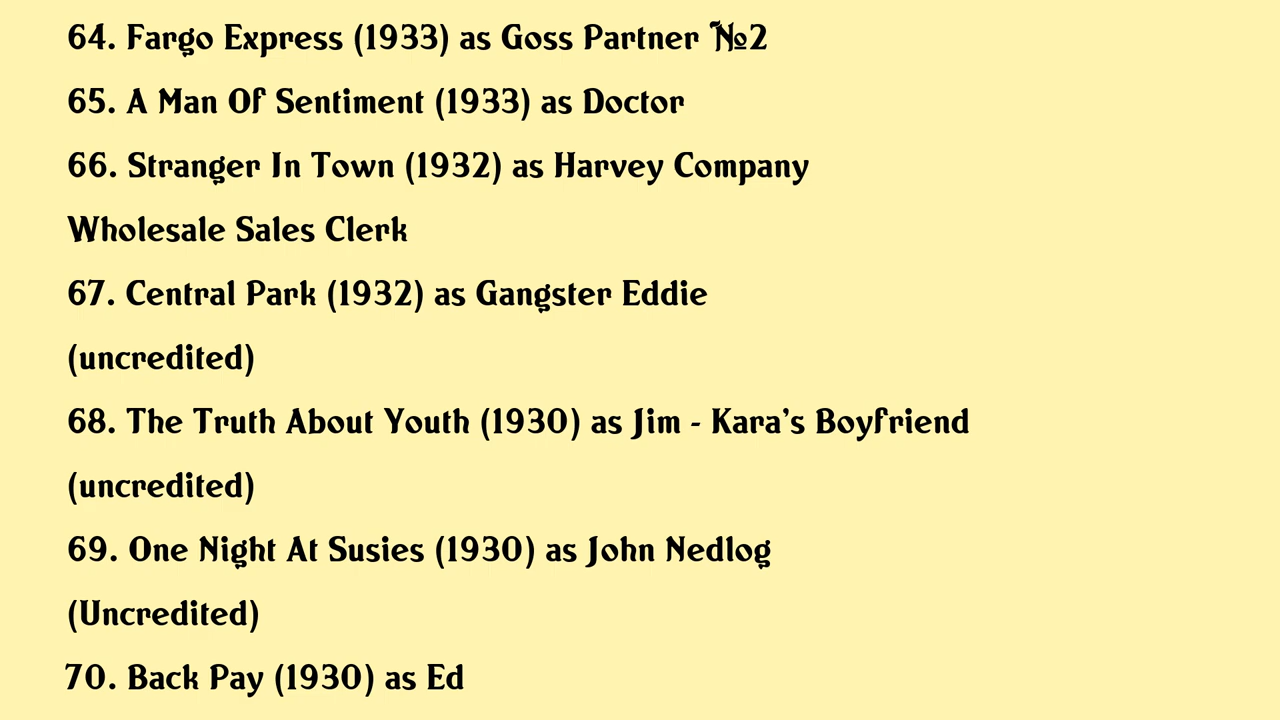 64. Fargo Express (1933) as Goss Partner №2
65. A Man Of Sentiment (1933) as Doctor
66. Stranger In Town (1932) as Harvey Company
Wholesale Sales Clerk
67. Central Park (1932) as Gangster Eddie
(uncredited)
68. The Truth About Youth (1930) as Jim - Kara's Boyfriend
(uncredited)
69. One Night At Susies (1930) as John Nedlog
(Uncredited)
70. Back Pay (1930) as Ed